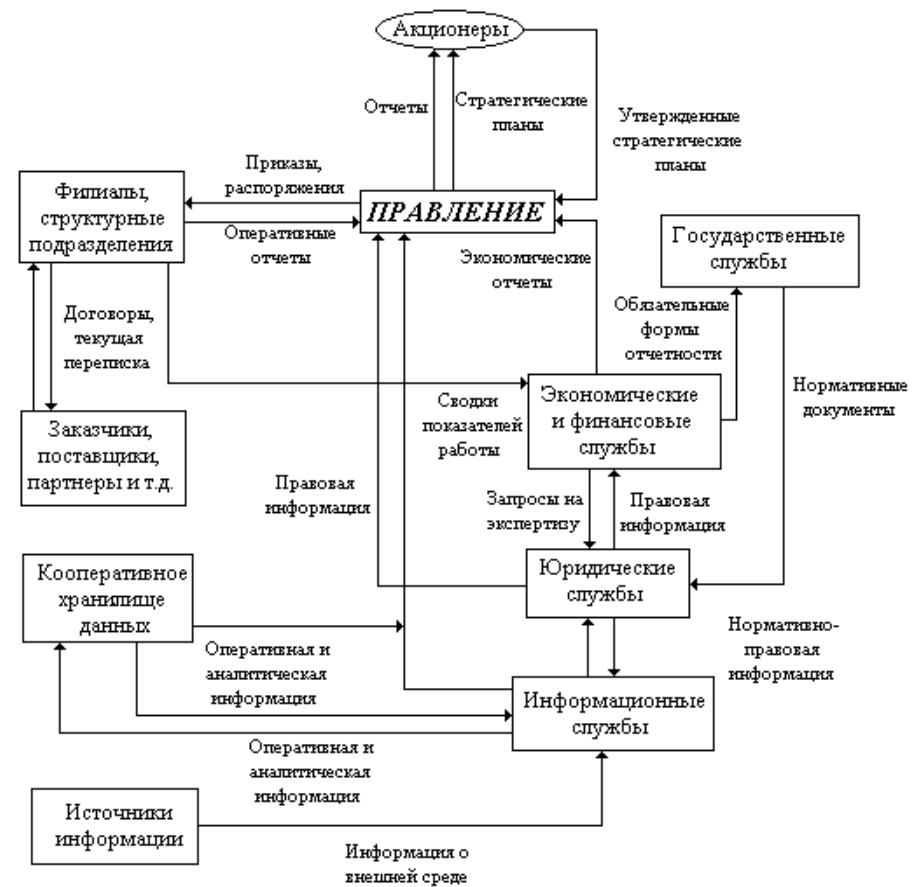 Акционеры
Отчеты
Стратегические
планы
Утвержденные
стратегические
планы
Приказы,
распоряжения
Филиалы,
структурные
подразделения
ПРАВЛЕНИЕ
Оперативные
отчеты
Экономические
отчеты
Государственные
службы
Договоры,
текущая
переписка
Обязательные
формы
отчетности
Нормативные
документы
Экономические
и финансовые
службы
Сводки
показателей
работы
Заказчики,
поставщики,
партнеры и т.д.
Правовая
информация
Запросы на
экспертизу
Правовая
информация
Кооперативное
хранилище
данных
Юридические
службы
Нормативно-
правовая
информация
Оперативная и
аналитическая
информация
Информационные
службы
Оперативная и
аналитическая
информация
Источники
информации
Информация о
внешней среде